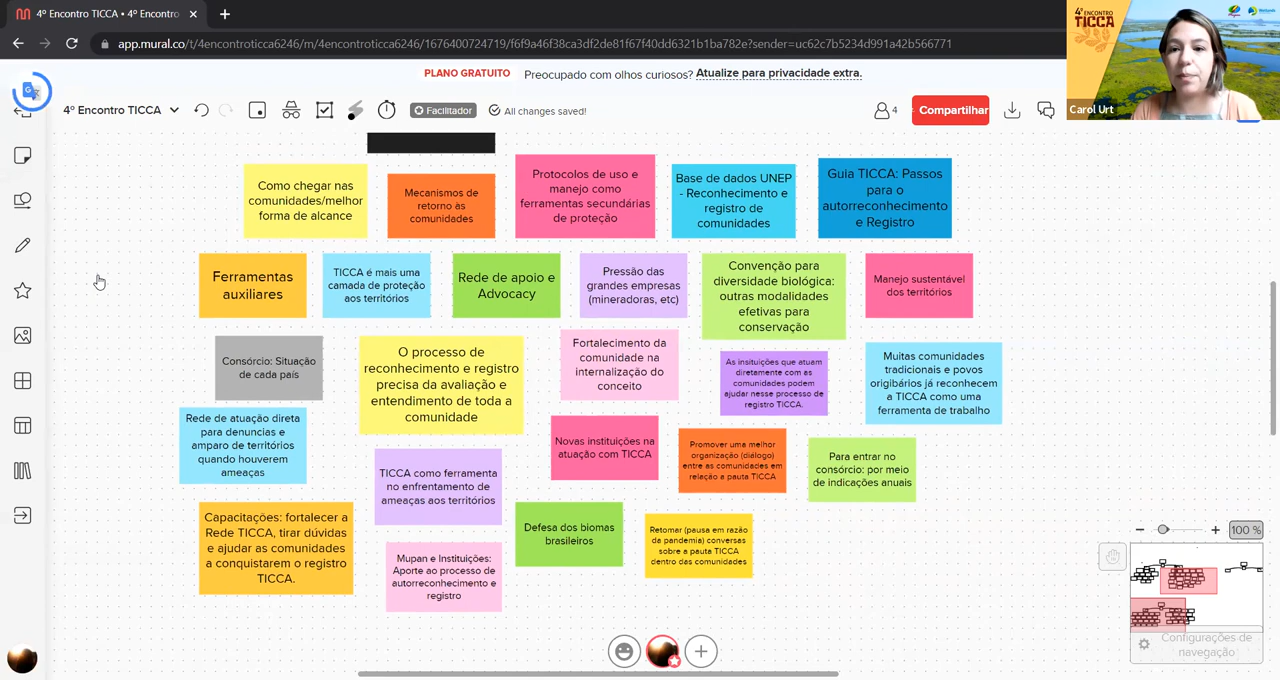 4º Encontro TICCA • 4º Encontro
app.mural.co/t/4encontroticca6246/m/4encontroticca6246/1676400724719/f6f9a46f38ca3df2de81f67f40dd6321b1ba782e?sender=uc62c7b5234d991a42b566771
4º ENCONTRO
TICCA
Carol Urt
PLANO GRATUITO
Preocupado com olhos curiosos? Atualize para privacidade extra.
4º Encontro TICCA
Facilitador
All changes saved!
4
Compartilhar
Como chegar nas
comunidades/melhor
forma de alcance
Mecanismos de
retorno às
comunidades
Protocolos de uso e
manejo como
ferramentas secundárias
de proteção
Base de dados UNEP
- Reconhecimento e
registro de
comunidades
Guia TICCA: Passos
para o
autorreconhecimento
e Registro
Ferramentas
auxiliares
TICCA é mais uma
camada de proteção
aos territórios
Rede de apoio e
Advocacy
Pressão das
grandes empresas
(mineradoras, etc)
Convenção para
diversidade biológica:
outras modalidades
efetivas para
conservação
Manejo sustentável
dos territórios
Consórcio: Situação
de cada país
O processo de
reconhecimento e registro
precisa da avaliação e
entendimento de toda a
comunidade
Fortalecimento da
comunidade na
internalização do
conceito
As insituições que atuam
diretamente com as
comunidades podem
ajudar nesse processo de
registro TICCA.
Muitas comunidades
tradicionais e povos
origibários já reconhecem
a TICCA como uma
ferramenta de trabalho
Rede de atuação direta
para denuncias e
amparo de territórios
quando houverem
ameaças
TICCA como ferramenta
no enfrentamento de
ameaças aos territórios
Novas instituições na
atuação com TICCA
Promover uma melhor
organização (diálogo)
entre as comunidades em
relação a pauta TICCA
Para entrar no
consórcio: por meio
de indicações anuais
Capacitações: fortalecer a
Rede TICCA, tirar dúvidas
e ajudar as comunidades
a conquistarem o registro
TICCA.
Mupan e Instituições:
Aporte ao processo de
autorreconhecimento e
registro
Defesa dos biomas
brasileiros
Retomar (pausa em razão
da pandemia) conversas
sobre a pauta TICCA
dentro das comunidades
100 %
Configurações de
navegação